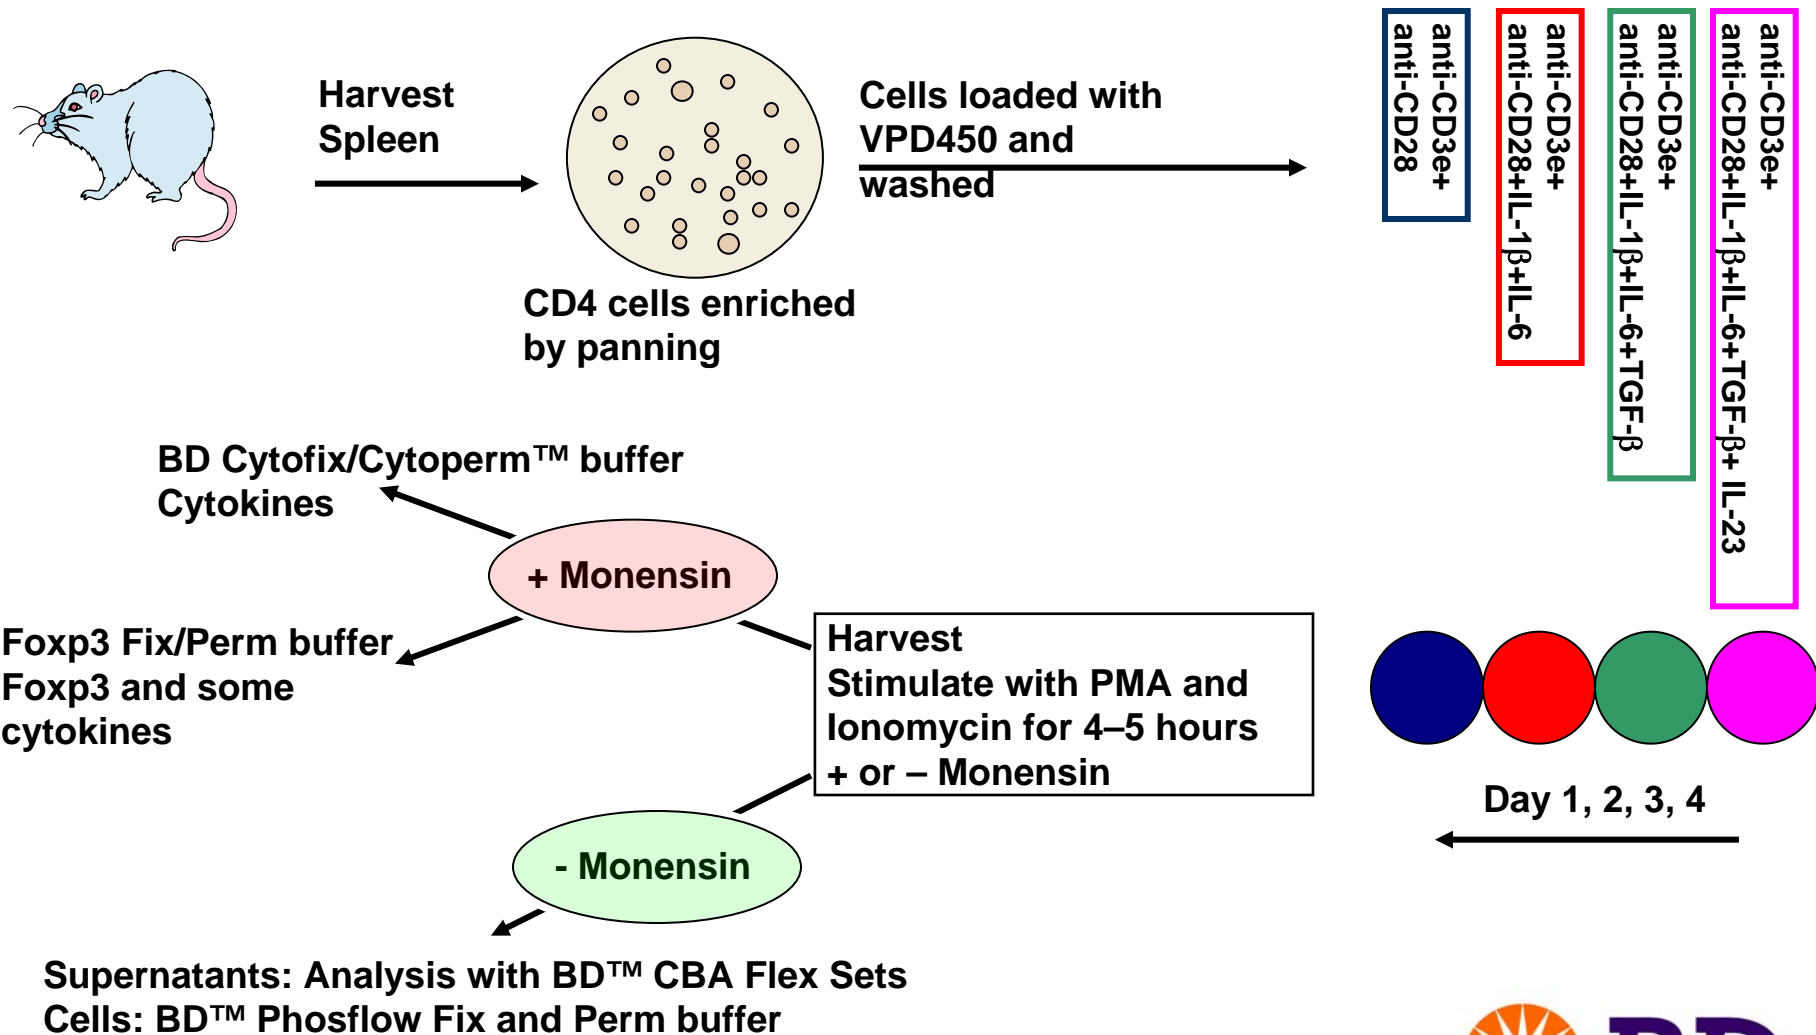 Harvest
Spleen
Cells loaded with
VPD450 and
washed
anti-CD3e+
anti-CD28
anti-CD3e+
anti-CD28+IL-1β+IL-6
anti-CD3e+
anti-CD28+IL-1β+IL-6+TGF-β
anti-CD3e+
anti-CD28+IL-1β+IL-6+TGF-β+ IL-23
CD4 cells enriched
by panning
BD Cytofix/Cytoperm™ buffer
Cytokines
+ Monensin
Foxp3 Fix/Perm buffer
Foxp3 and some
cytokines
Harvest
Stimulate with PMA and
Ionomycin for 4–5 hours
+ or – Monensin
Day 1, 2, 3, 4
- Monensin
Supernatants: Analysis with BD™ CBA Flex Sets
Cells: BD™ Phosflow Fix and Perm buffer
BD